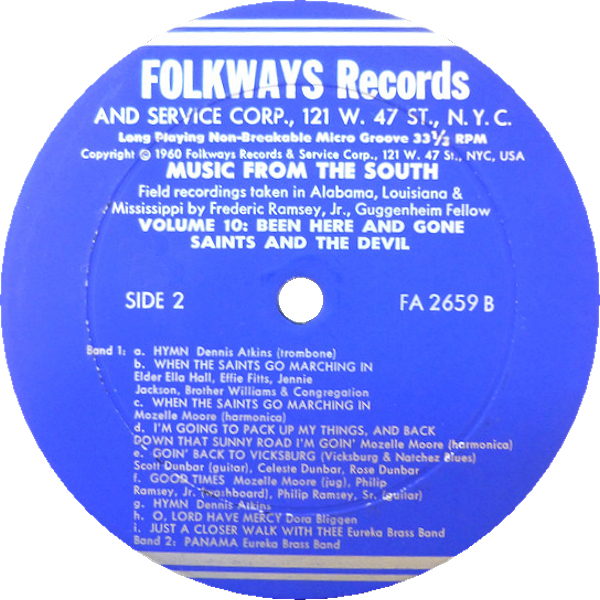 FOLKWAYS Records
AND SERVICE CORP., 121 W. 47 ST., N.Y.C.
Long Playing Non-Breakable Micro Groove 33⅓ RPM
Copyright © 1960 Folkways Records & Service Corp., 121 W. 47 St., NYC, USA
MUSIC FROM THE SOUTH
Field recordings taken in Alabama, Louisiana &
Mississippi by Frederic Ramsey, Jr., Guggenheim Fellow
VOLUME 10: BEEN HERE AND GONE
SAINTS AND THE DEVIL
SIDE 2 FA 2659 B
Band 1: a. HYMN Dennis Atkins (trombone)
b. WHEN THE SAINTS GO MARCHING IN
Elder Ella Hall, Effie Fitts, Jennie
Jackson, Brother Williams & Congregation
c. WHEN THE SAINTS GO MARCHING IN
Mozelle Moore (harmonica)
d. I'M GOING TO PACK UP MY THINGS, AND BACK
DOWN THAT SUNNY ROAD I'M GOIN' Mozelle Moore (harmonica)
e. GOIN' BACK TO VICKSBURG (Vicksburg & Natchez Blues)
Scott Dunbar (guitar), Celeste Dunbar, Rose Dunbar
f. GOOD TIMES Mozelle Moore (jug), Philip
Ramsey, Jr. (washboard), Philip Ramsey, Sr. (guitar)
g. HYMN Dennis Atkins
h. O, LORD HAVE MERCY Dora Bliggen
i. JUST A CLOSER WALK WITH THEE Eureka Brass Band
Band 2: PANAMA Eureka Brass Band